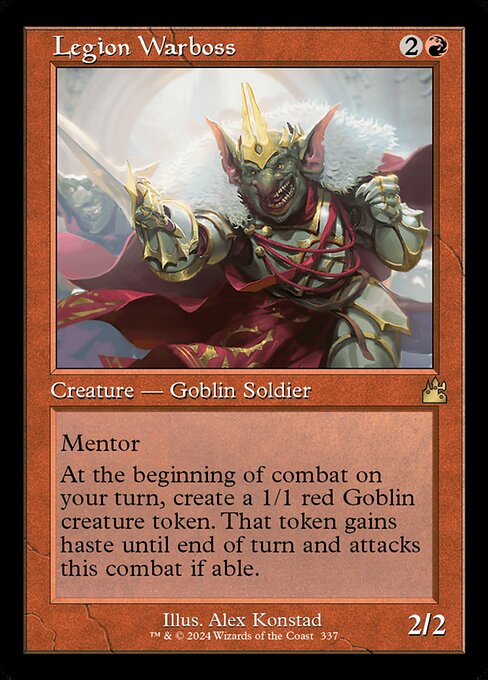 Legion Warboss 2
Creature — Goblin Soldier
Mentor
At the beginning of combat on
your turn, create a 1/1 red Goblin
creature token. That token gains
haste until end of turn and attacks
this combat if able.
Illus. Alex Konstad
™ & © 2024 Wizards of the Coast 337
2/2